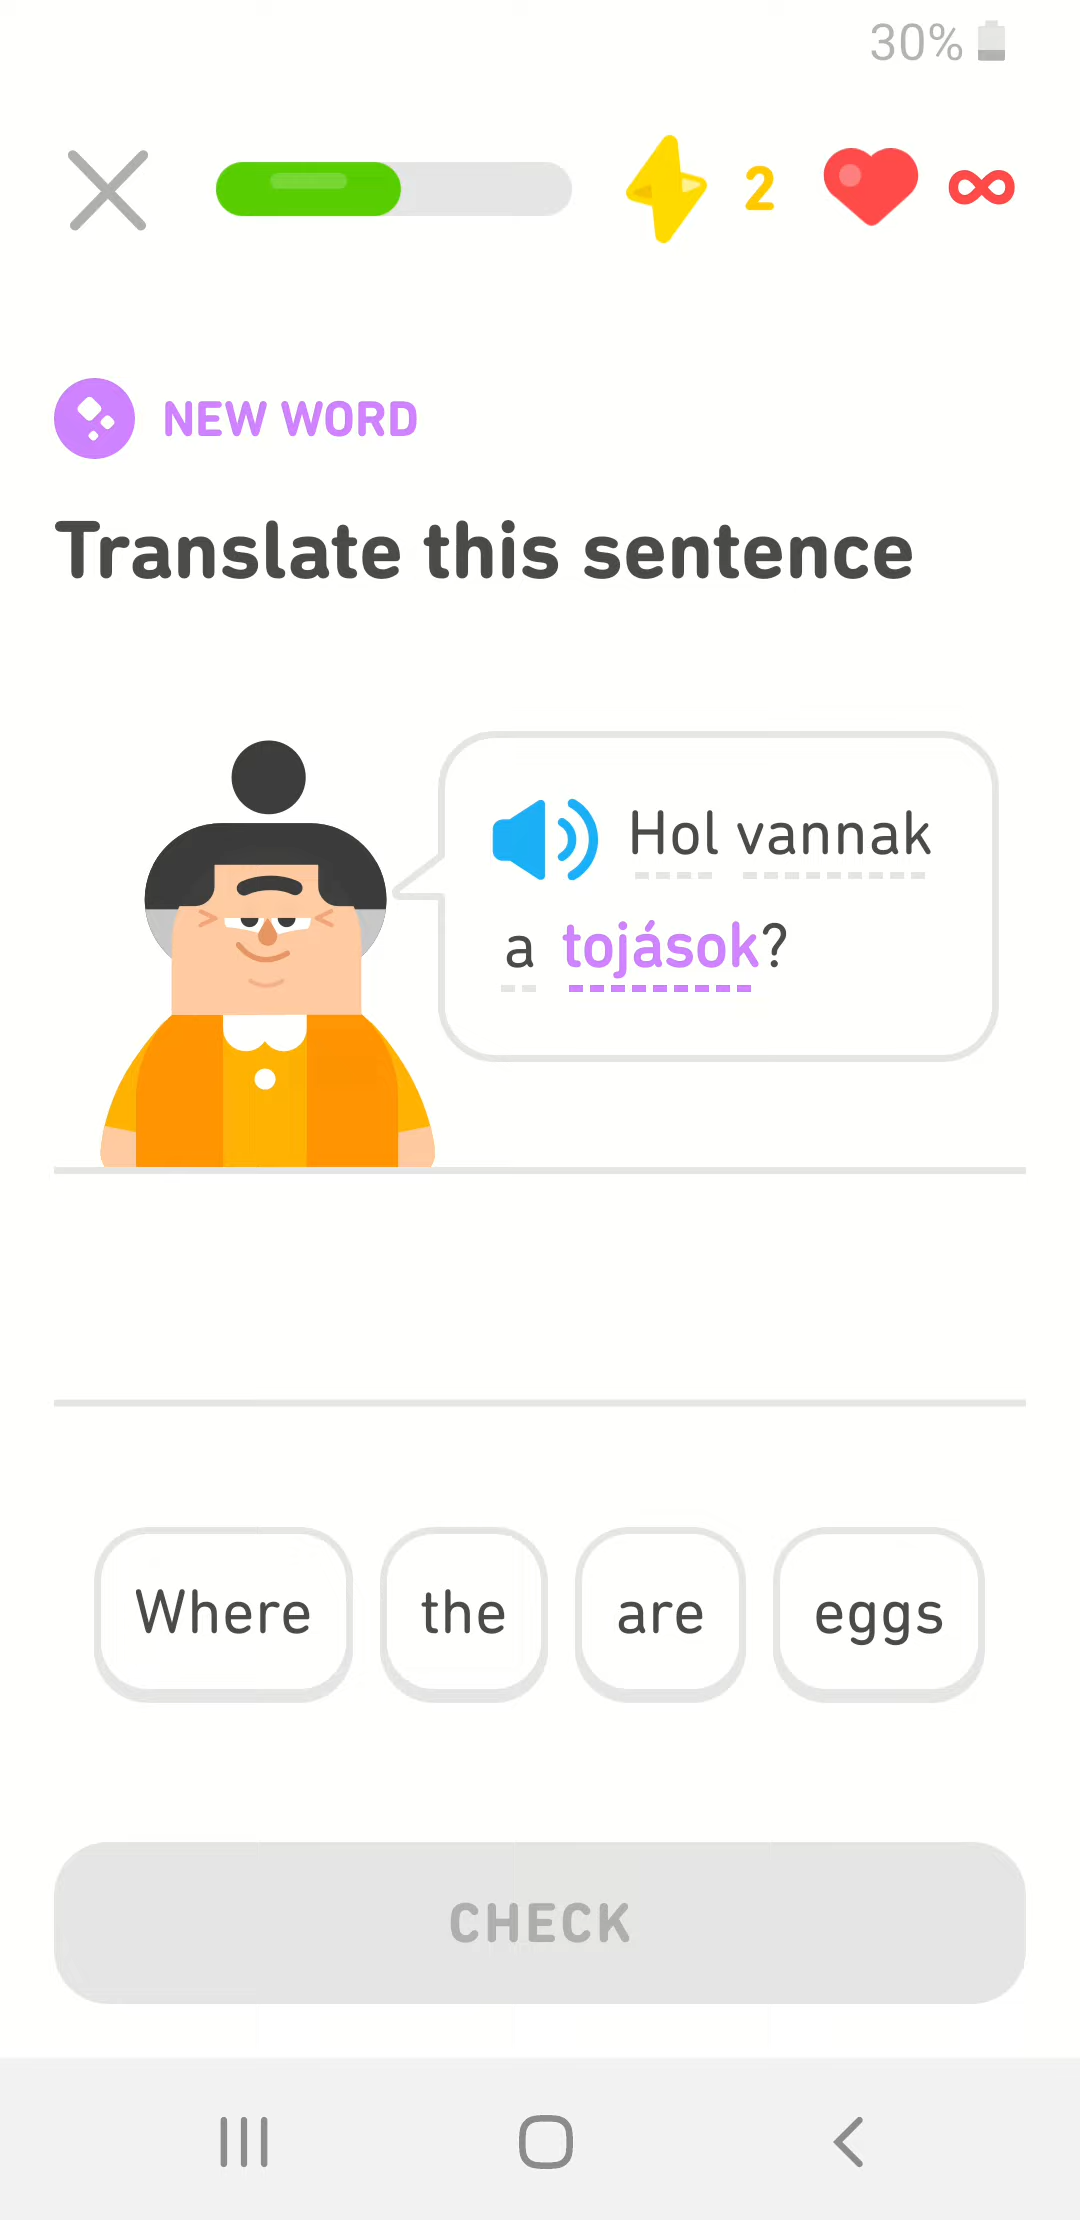 30%
2
NEW WORD
Translate this sentence
Hol vannak
a tojások?
Where the are eggs
CHECK